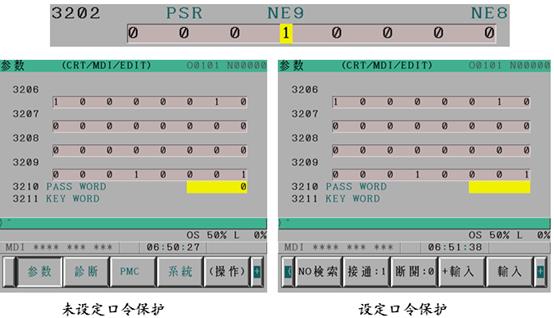 3202 PSR NE9 NE8
0 0 0 1 0 0 0 0
参数 (CRT/MDI/EDIT) O0101 N00000
3206
1 0 0 0 0 0 1 0
3207
0 0 0 0 0 0 0 0
3208
0 0 0 0 0 0 0 0
3209
0 0 0 1 0 0 0 1
3210 PASS WORD 0
3211 KEY WORD
)^
OS 50% L 0%
MDI **** *** *** 06:50:27
参数 診断 PMC 系統 (操作) +
未设定口令保护
参数 (CRT/MDI/EDIT) O0101 N00000
3206
1 0 0 0 0 0 1 0
3207
0 0 0 0 0 0 0 0
3208
0 0 0 0 0 0 0 0
3209
0 0 0 1 0 0 0 1
3210 PASS WORD
3211 KEY WORD
)^
OS 50% L 0%
MDI **** *** *** 06:51:38
( NO検索 接通:1 断開:0 +輸入 輸入 +
设定口令保护